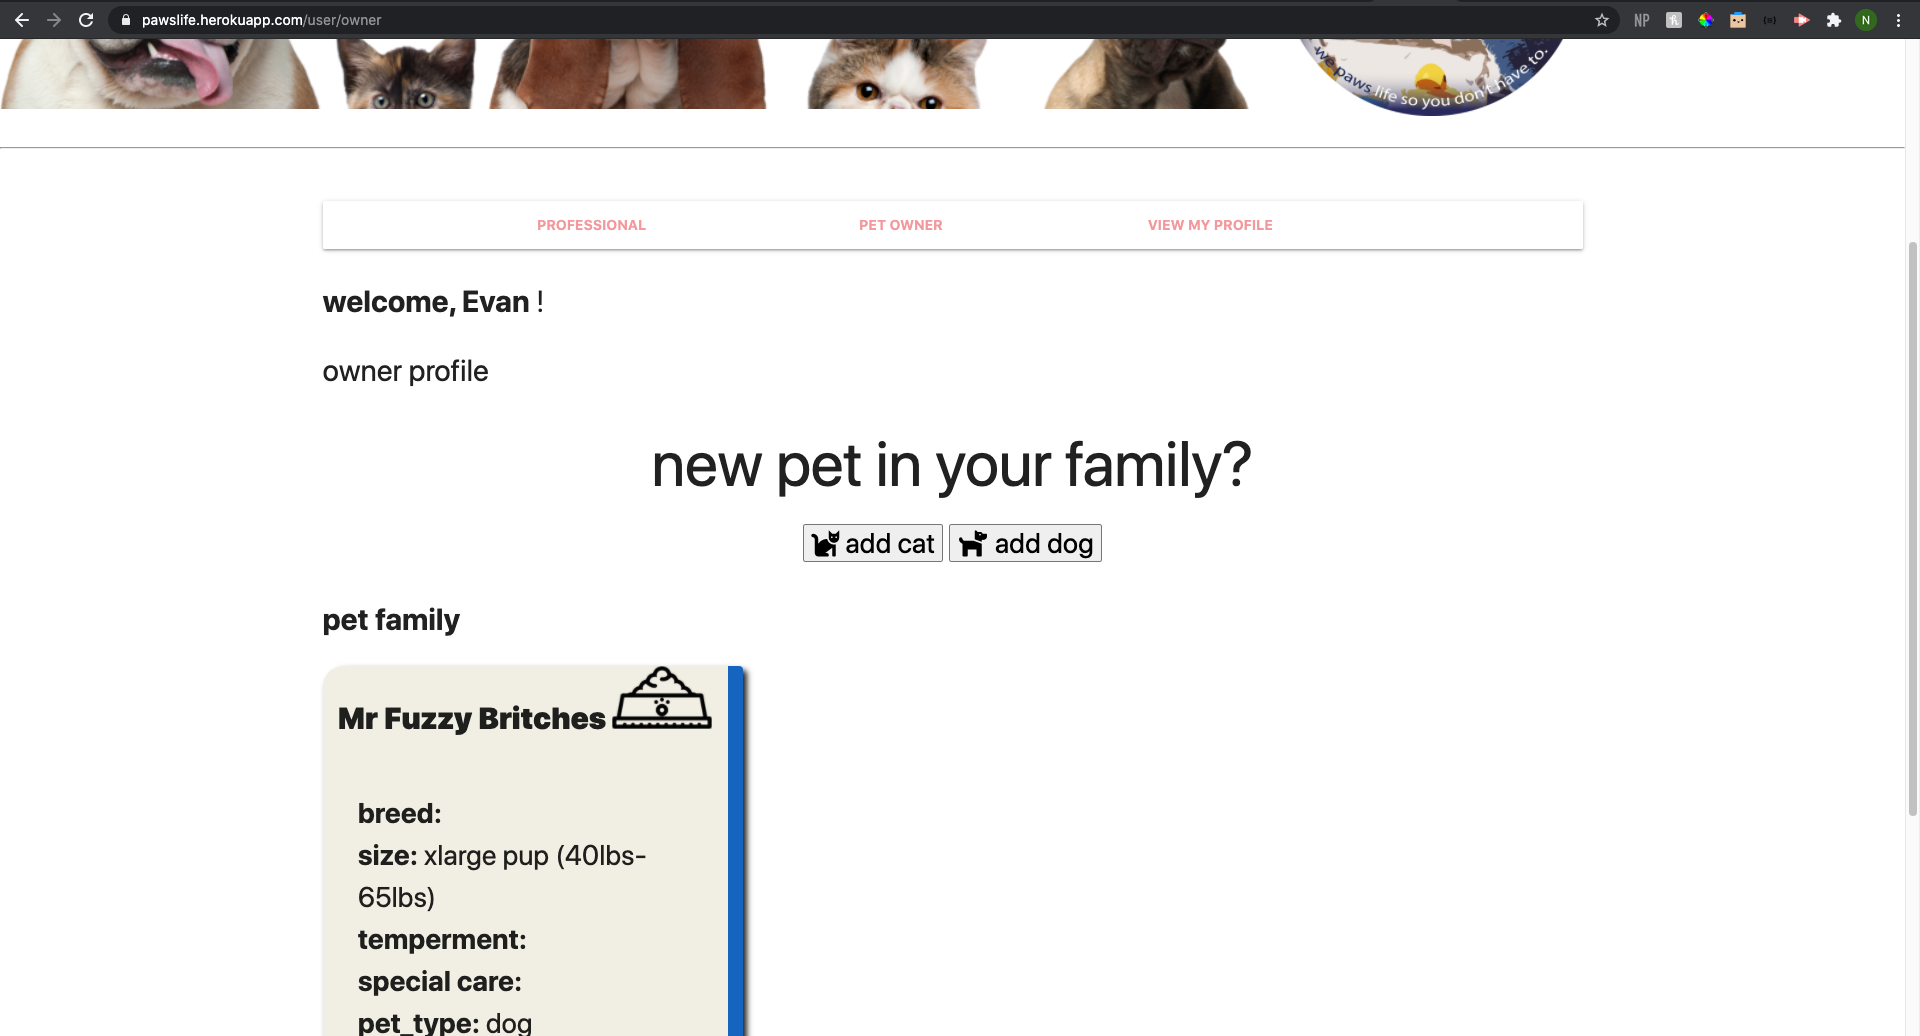 pawslife.herokuapp.com/user/owner
NP
N
we paws life so you don't have to.
PROFESSIONAL PET OWNER VIEW MY PROFILE
welcome, Evan !
owner profile
new pet in your family?
add cat add dog
pet family
Mr Fuzzy Britches
breed:
size: xlarge pup (40lbs-
65lbs)
temperment:
special care:
pet_type: dog